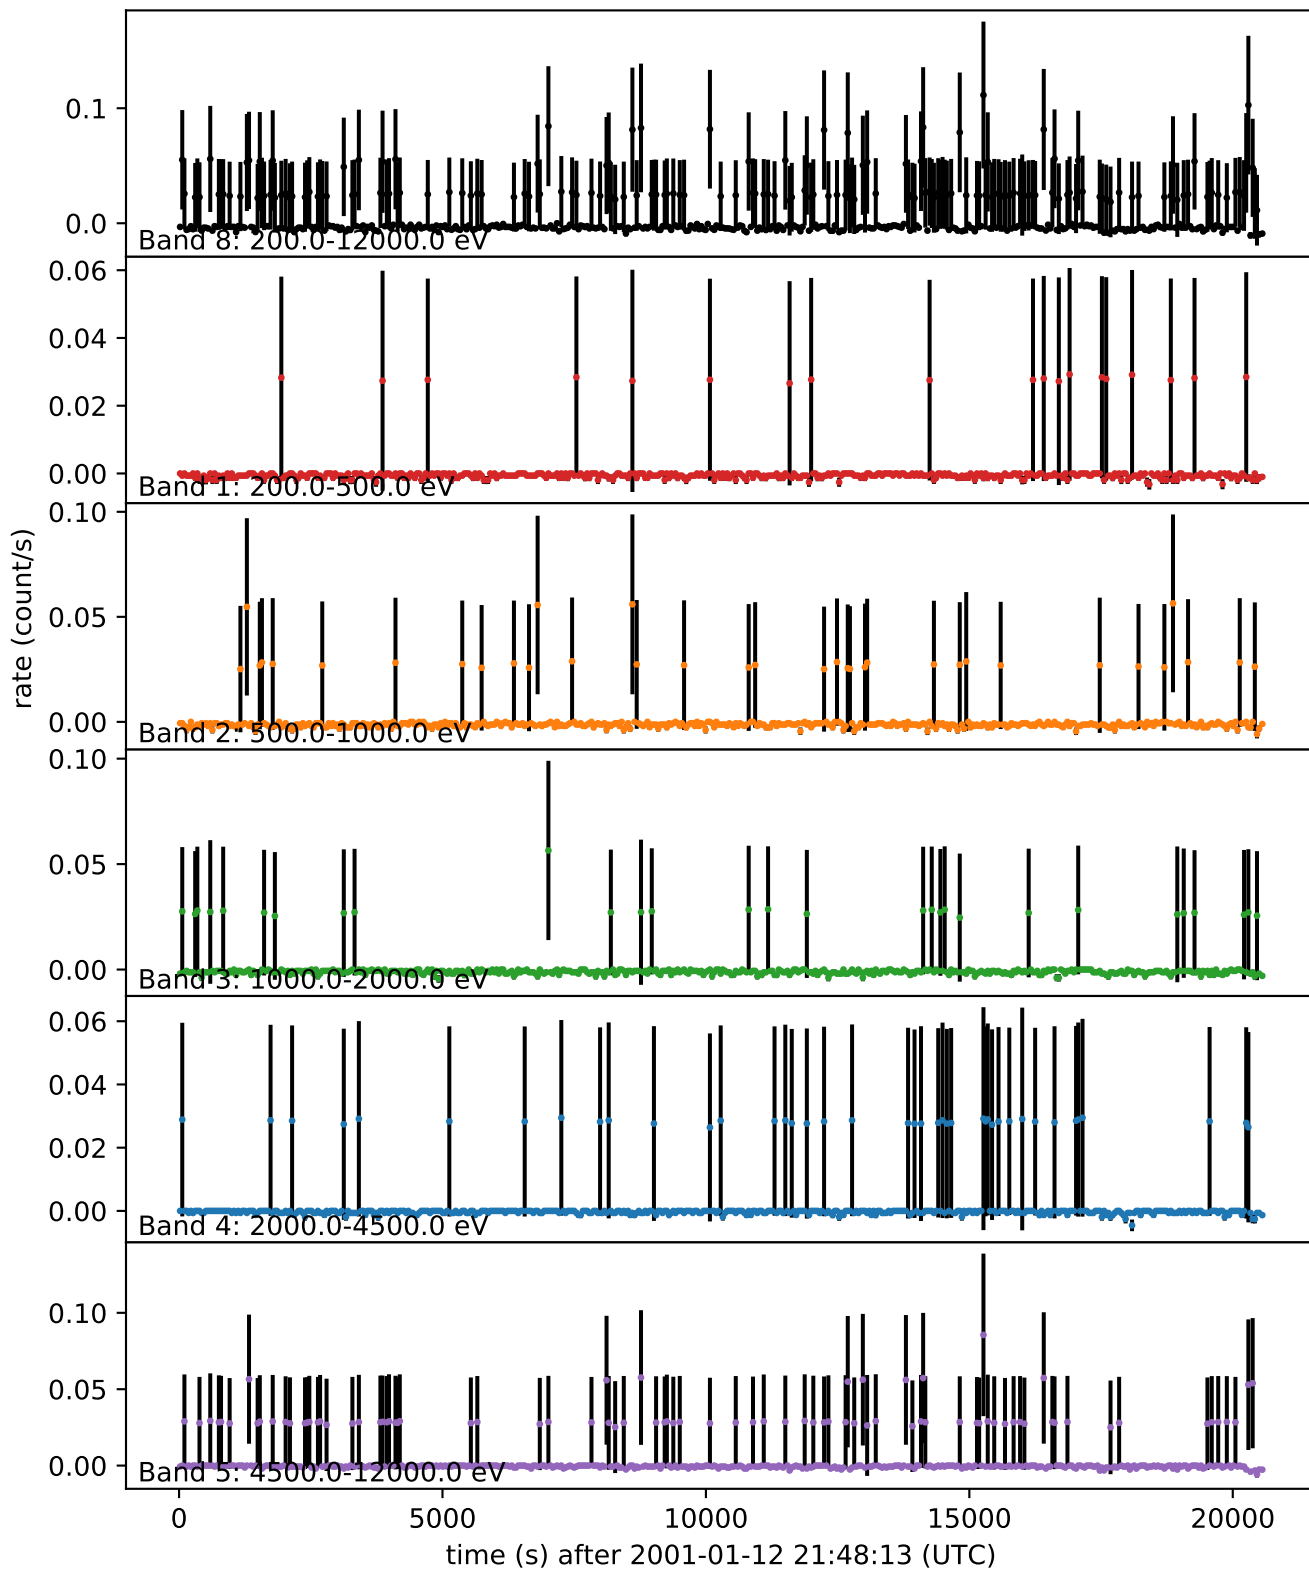 0.1
0.0
Band 8: 200.0-12000.0 eV
0.06
0.04
0.02
0.00
Band 1: 200.0-500.0 eV
0.10
0.05
0.00
Band 2: 500.0-1000.0 eV
0.10
0.05
0.00
Band 3: 1000.0-2000.0 eV
0.06
0.04
0.02
0.00
Band 4: 2000.0-4500.0 eV
0.10
0.05
0.00
Band 5: 4500.0-12000.0 eV
rate (count/s)
0 5000 10000 15000 20000
time (s) after 2001-01-12 21:48:13 (UTC)